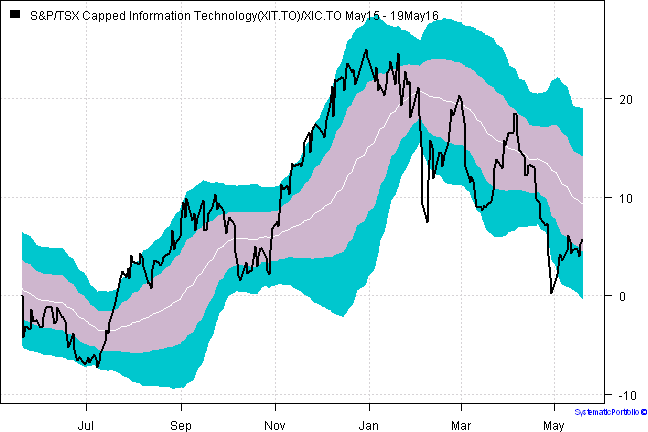 S&P/TSX Capped Information Technology(XIT.TO)/XIC.TO May15 - 19May16
20
10
0
-10
Jul Sep Nov Jan Mar May
SystematicPortfolio ©